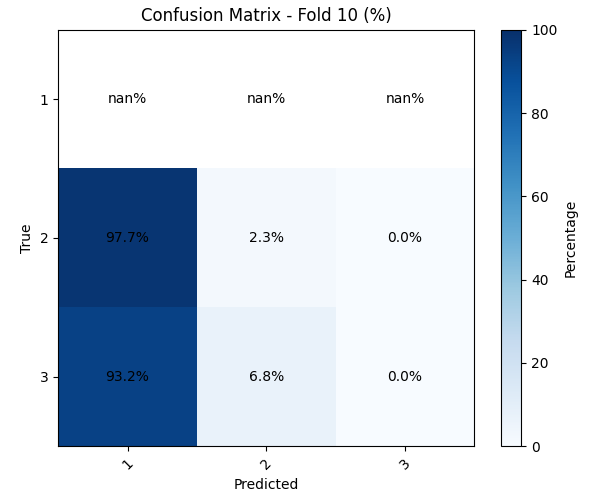 Confusion Matrix - Fold 10 (%)
1 nan% nan% nan%
2 97.7% 2.3% 0.0%
3 93.2% 6.8% 0.0%
1 2 3
True
Predicted
100
80
60
40
20
0
Percentage